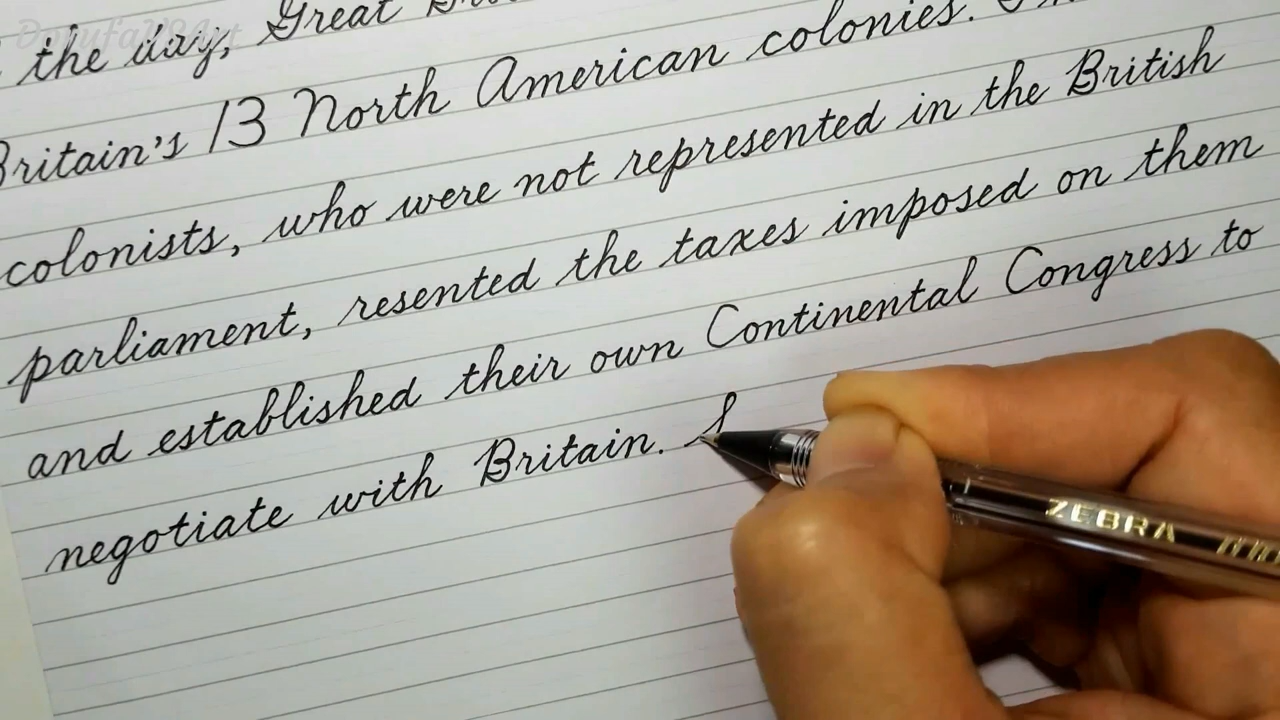 the day, Great
Britain's 13 North American colonies.
colonists, who were not represented in the British
parliament, resented the taxes imposed on them
and established their own Continental Congress to
negotiate with Britain. S
ZEBRA